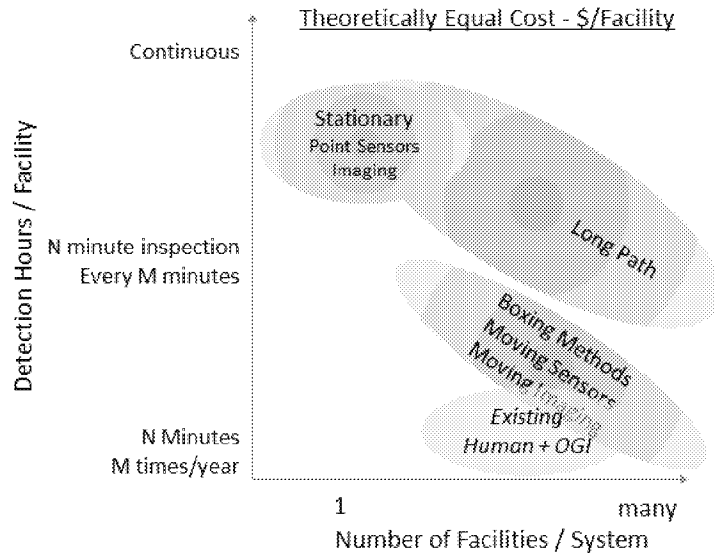 Theoretically Equal Cost - $/Facility
Continuous
Stationary
Point Sensors
Imaging
Long Path
Detection Hours / Facility
N minute inspection
Every M minutes
Boxing Methods
Moving Sensors
Moving Imaging
Existing
Human + OGI
N Minutes
M times/year
1
many
Number of Facilities / System